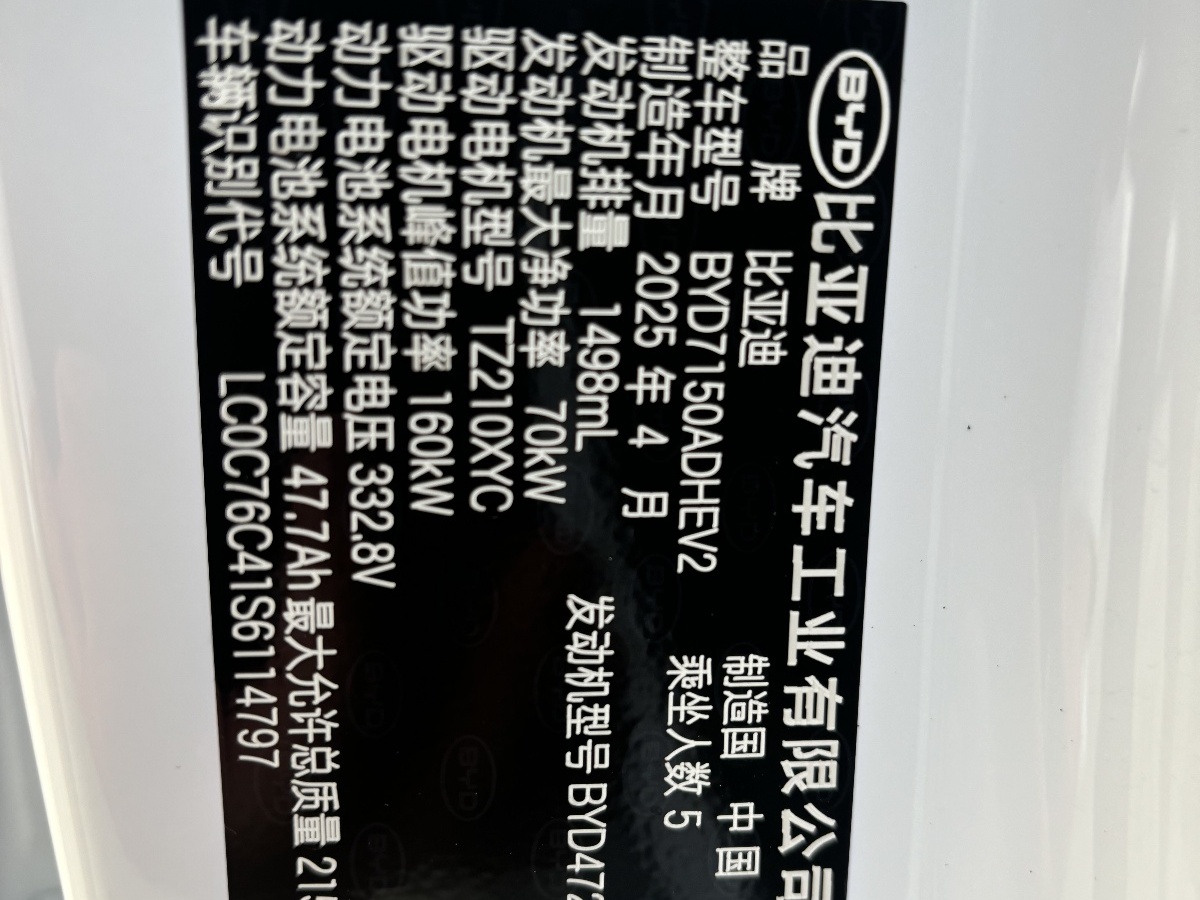 BYD 比亚迪汽车工业有限公司
品牌 比亚迪 制造国 中国
整车型号 BYD7150ADHEV2 乘坐人数 5
制造年月 2025 年 4 月
发动机排量 1498mL 发动机型号 BYD472
发动机最大净功率 70kW
驱动电机型号 TZ210XYC
驱动电机峰值功率 160kW
动力电池系统额定电压 332.8V
动力电池系统额定容量 47.7Ah 最大允许总质量 215
车辆识别代号 LC0C76C41S6114797